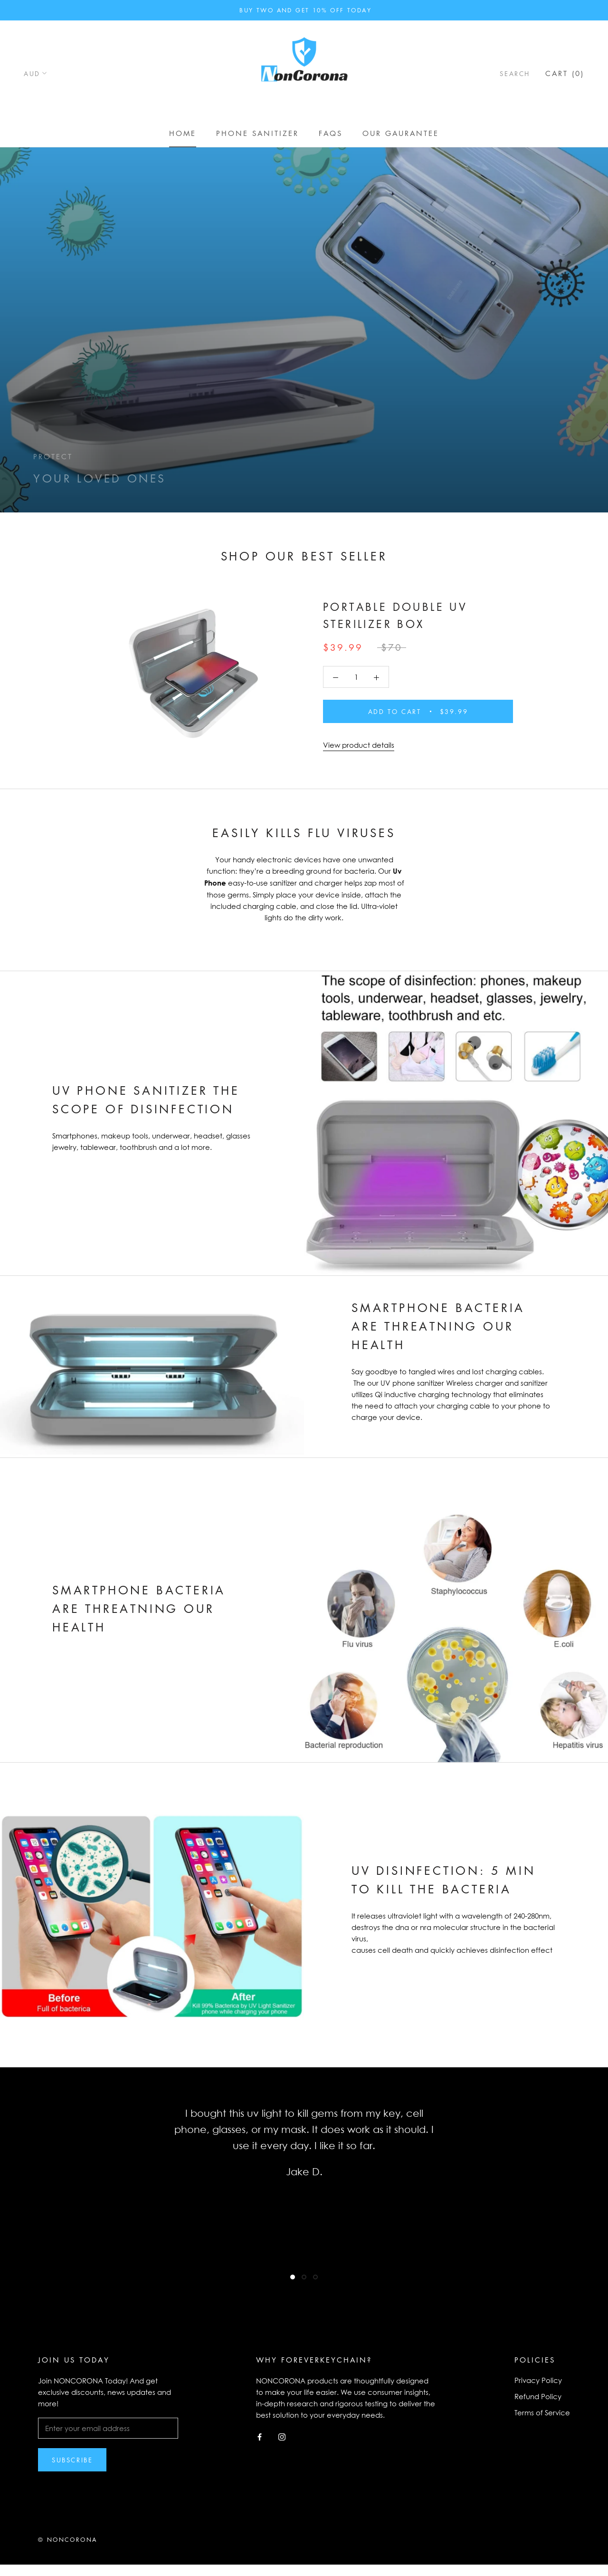 BUY TWO AND GET 10% OFF TODAY
AUD
NonCorona
SEARCH
CART (0)
HOME
PHONE SANITIZER
FAQS
OUR GAURANTEE
PROTECT
YOUR LOVED ONES
SHOP OUR BEST SELLER
PORTABLE DOUBLE UV
STERILIZER BOX
$39.99 $70
1
ADD TO CART • $39.99
View product details
EASILY KILLS FLU VIRUSES
Your handy electronic devices have one unwanted
function: they're a breeding ground for bacteria. Our Uv
Phone easy-to-use sanitizer and charger helps zap most of
those germs. Simply place your device inside, attach the
included charging cable, and close the lid. Ultra-violet
lights do the dirty work.
The scope of disinfection: phones, makeup
tools, underwear, headset, glasses, jewelry,
tableware, toothbrush and etc.
UV PHONE SANITIZER THE
SCOPE OF DISINFECTION
Smartphones, makeup tools, underwear, headset, glasses
jewelry, tablewear, toothbrush and a lot more.
SMARTPHONE BACTERIA
ARE THREATNING OUR
HEALTH
Say goodbye to tangled wires and lost charging cables.
The our UV phone sanitizer Wireless charger and sanitizer
utilizes Qi inductive charging technology that eliminates
the need to attach your charging cable to your phone to
charge your device.
SMARTPHONE BACTERIA
ARE THREATNING OUR
HEALTH
Staphylococcus
Flu virus
E.coli
Bacterial reproduction
Hepatitis virus
Before
Full of bacterica
After
Kill 99% Bacterica by UV Light Sanitizer
phone while charging your phone
UV DISINFECTION: 5 MIN
TO KILL THE BACTERIA
It releases ultraviolet light with a wavelength of 240-280nm,
destroys the dna or nra molecular structure in the bacterial
virus,
causes cell death and quickly achieves disinfection effect
I bought this uv light to kill gems from my key, cell
phone, glasses, or my mask. It does work as it should. I
use it every day. I like it so far.
Jake D.
JOIN US TODAY
Join NONCORONA Today! And get
exclusive discounts, news updates and
more!
Enter your email address
SUBSCRIBE
WHY FOREVERKEYCHAIN?
NONCORONA products are thoughtfully designed
to make your life easier. We use consumer insights,
in-depth research and rigorous testing to deliver the
best solution to your everyday needs.
POLICIES
Privacy Policy
Refund Policy
Terms of Service
© NONCORONA